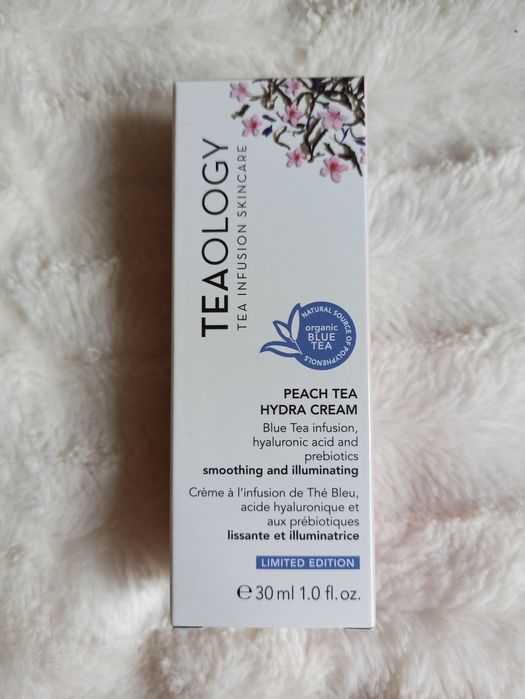 TEAOLOGY
TEA INFUSION SKINCARE
NATURAL SOURCE OF POLYPHENOLS
organic
BLUE
TEA
PEACH TEA
HYDRA CREAM
Blue Tea infusion,
hyaluronic acid and
prebiotics
smoothing and illuminating
Crème à l'infusion de Thé Bleu,
acide hyaluronique et
aux prébiotiques
lissante et illuminatrice
LIMITED EDITION
℮ 30 ml 1.0 fl. oz.